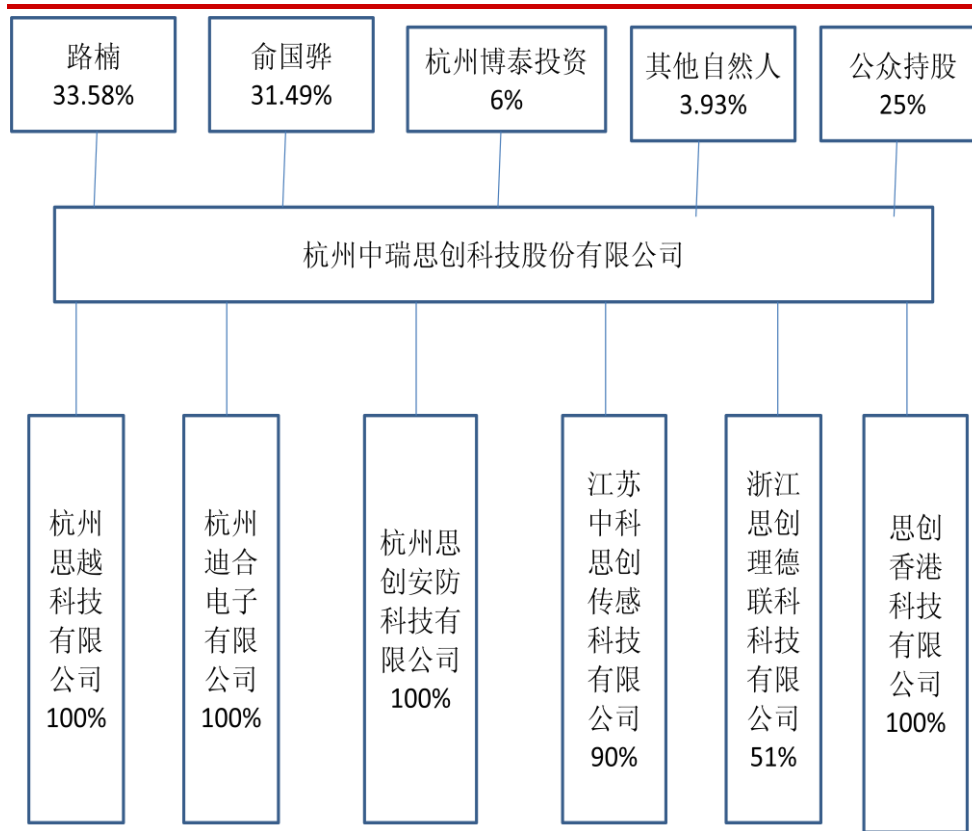 路楠
33.58%
俞国骅
31.49%
杭州博泰投资
6%
其他自然人
3.93%
公众持股
25%
杭州中瑞思创科技股份有限公司
杭州
思越
科技
有限
公司
100%
杭州
迪合
电子
有限
公司
100%
杭州思
创安防
科技有
限公司
100%
江苏
中科
思创
传感
科技
有限
公司
90%
浙江
思创
理德
联科
技有
限
公司
51%
思创
香港
科技
有限
公司
100%